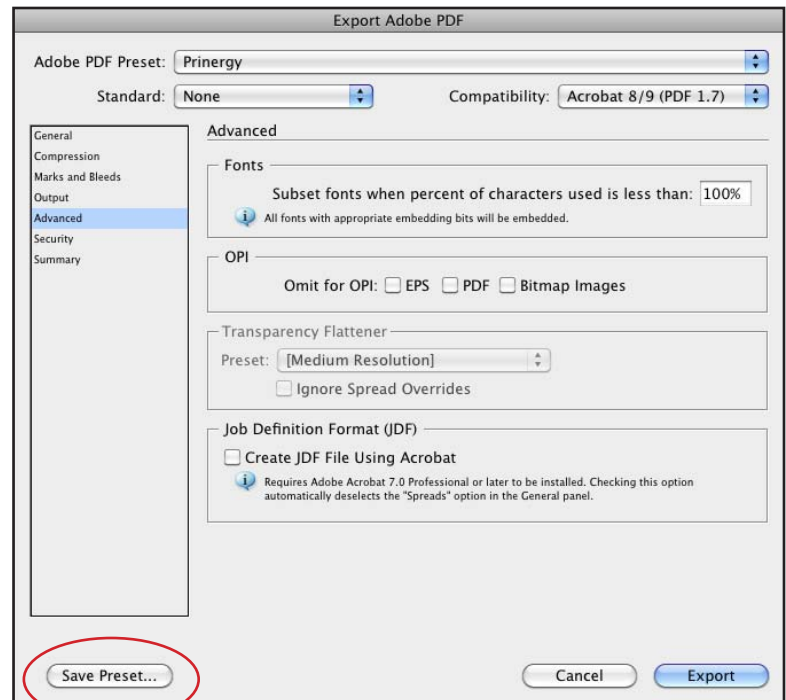 Export Adobe PDF
Adobe PDF Preset: Prinergy
Standard: None Compatibility: Acrobat 8/9 (PDF 1.7)
General
Compression
Marks and Bleeds
Output
Advanced
Security
Summary
Advanced
Fonts
Subset fonts when percent of characters used is less than: 100%
All fonts with appropriate embedding bits will be embedded.
OPI
Omit for OPI: EPS PDF Bitmap Images
Transparency Flattener
Preset: [Medium Resolution]
Ignore Spread Overrides
Job Definition Format (JDF)
Create JDF File Using Acrobat
Requires Adobe Acrobat 7.0 Professional or later to be installed. Checking this option
automatically deselects the "Spreads" option in the General panel.
Save Preset... Cancel Export